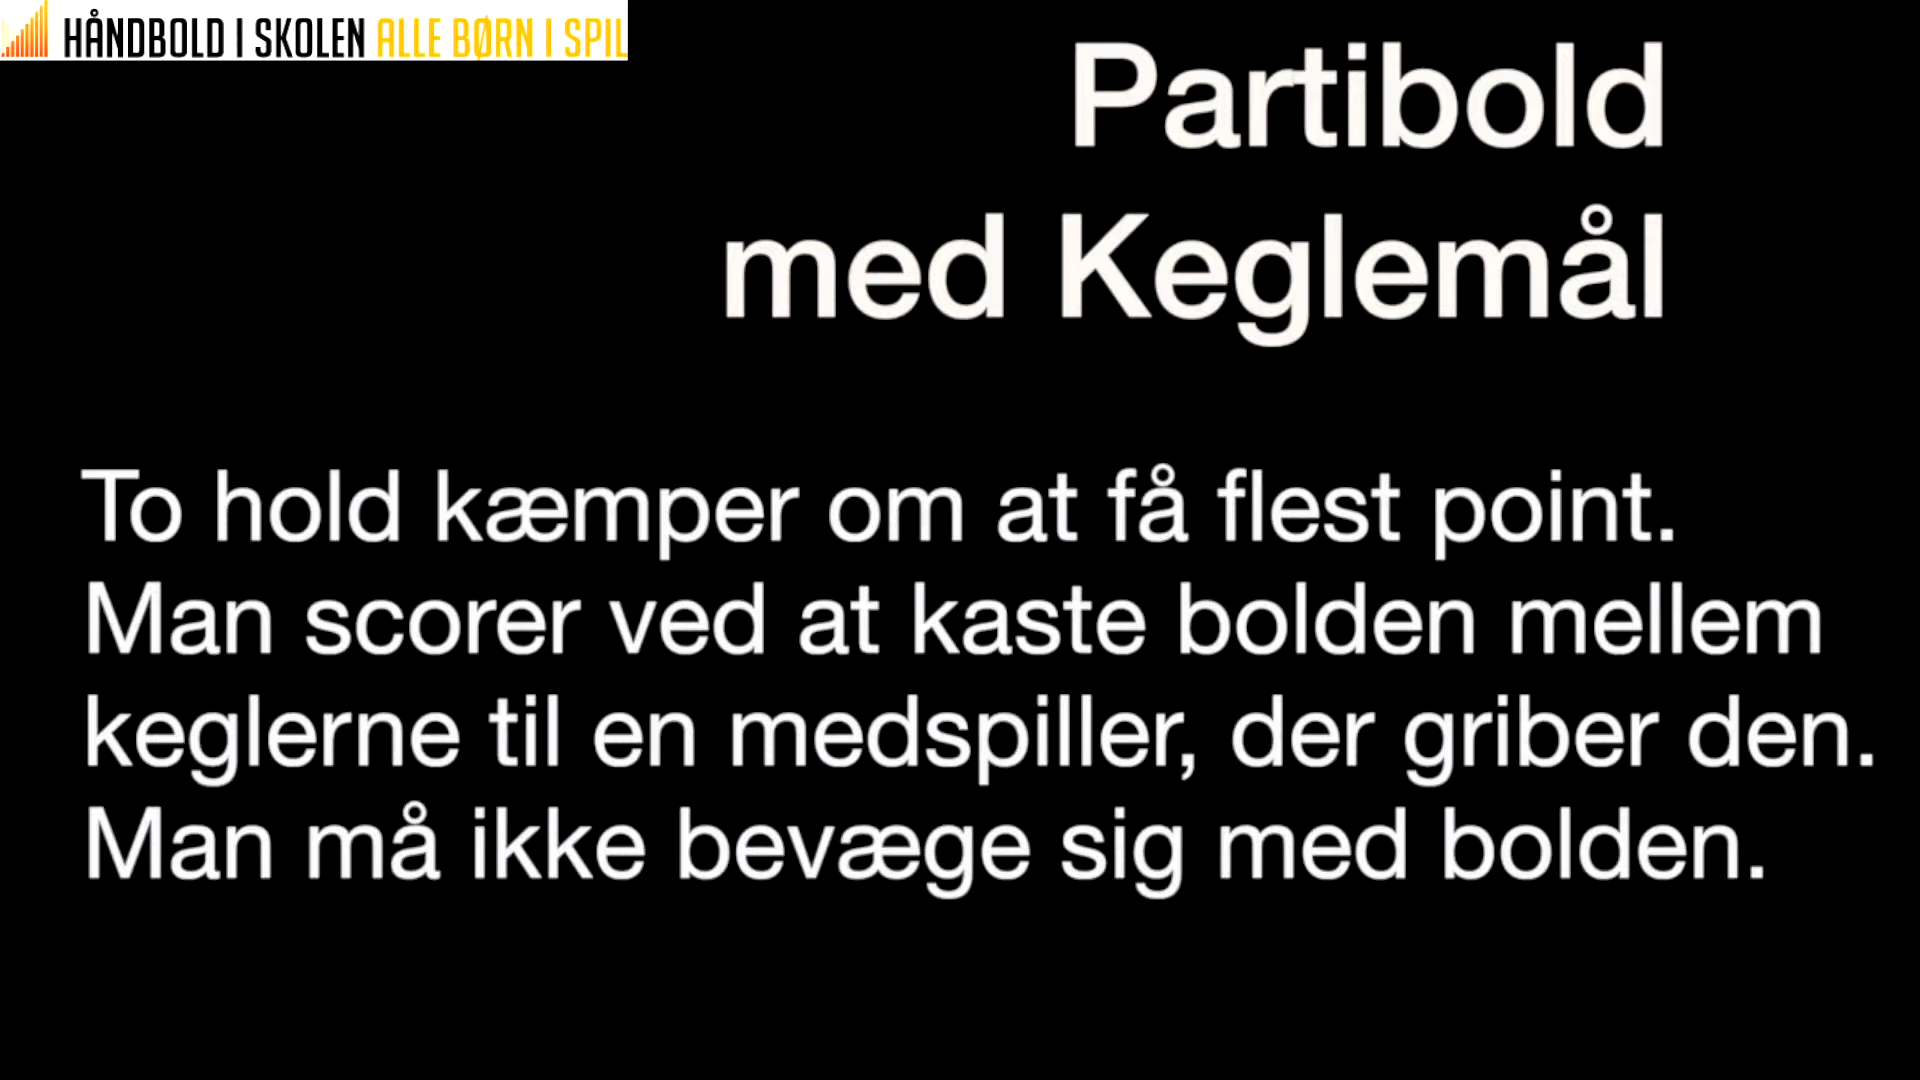 HÅNDBOLD I SKOLEN ALLE BØRN I SPIL
Partibold
med Keglemål
To hold kæmper om at få flest point.
Man scorer ved at kaste bolden mellem
keglerne til en medspiller, der griber den.
Man må ikke bevæge sig med bolden.